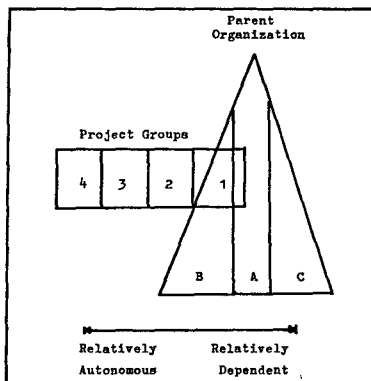 Parent
Organization
Project Groups
4 3 2 1
B A C
Relatively Relatively
Autonomous Dependent